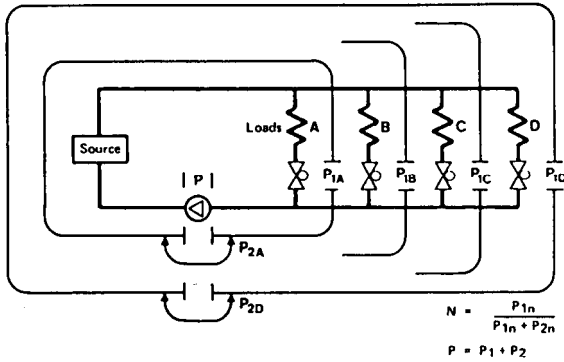 Loads A B C D
Source
P
P1A P1B P1C P1D
P2A
P2D
N = P1n
P1n + P2n
P = P1 + P2